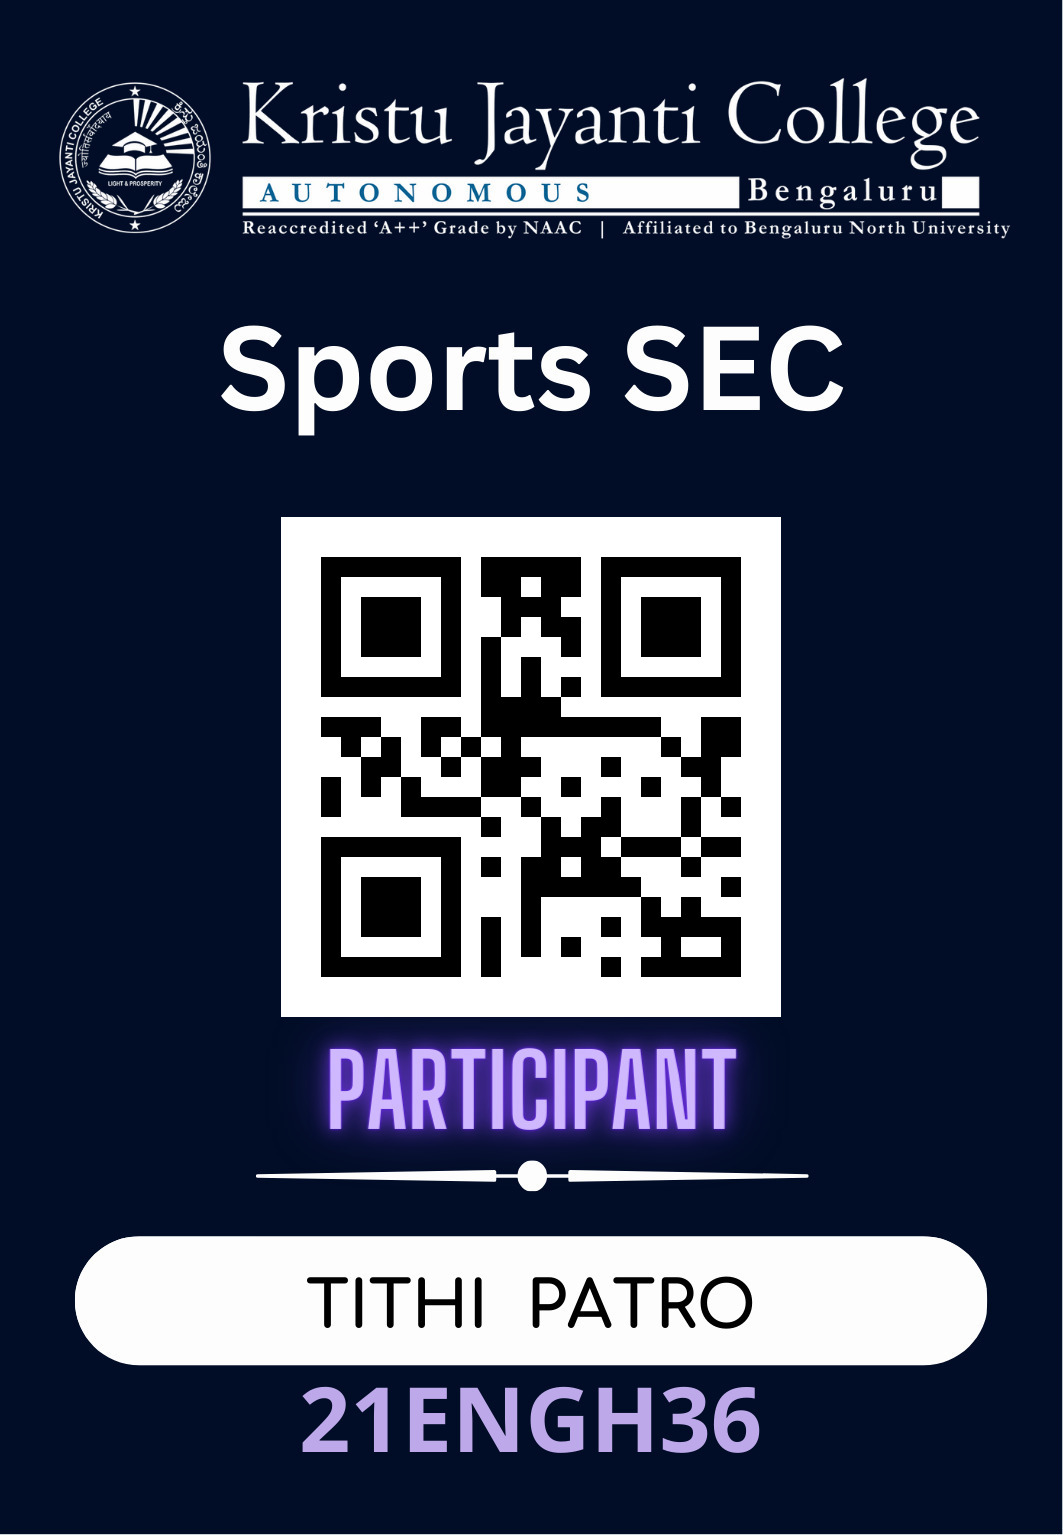 KRISTU JAYANTI COLLEGE
ಕ್ರಿಸ್ತು ಜಯಂತಿ ಕಾಲೇಜು
LIGHT & PROSPERITY
Kristu Jayanti College
AUTONOMOUS Bengaluru
Reaccredited ‘A++’ Grade by NAAC | Affiliated to Bengaluru North University
Sports SEC
PARTICIPANT
TITHI PATRO
21ENGH36